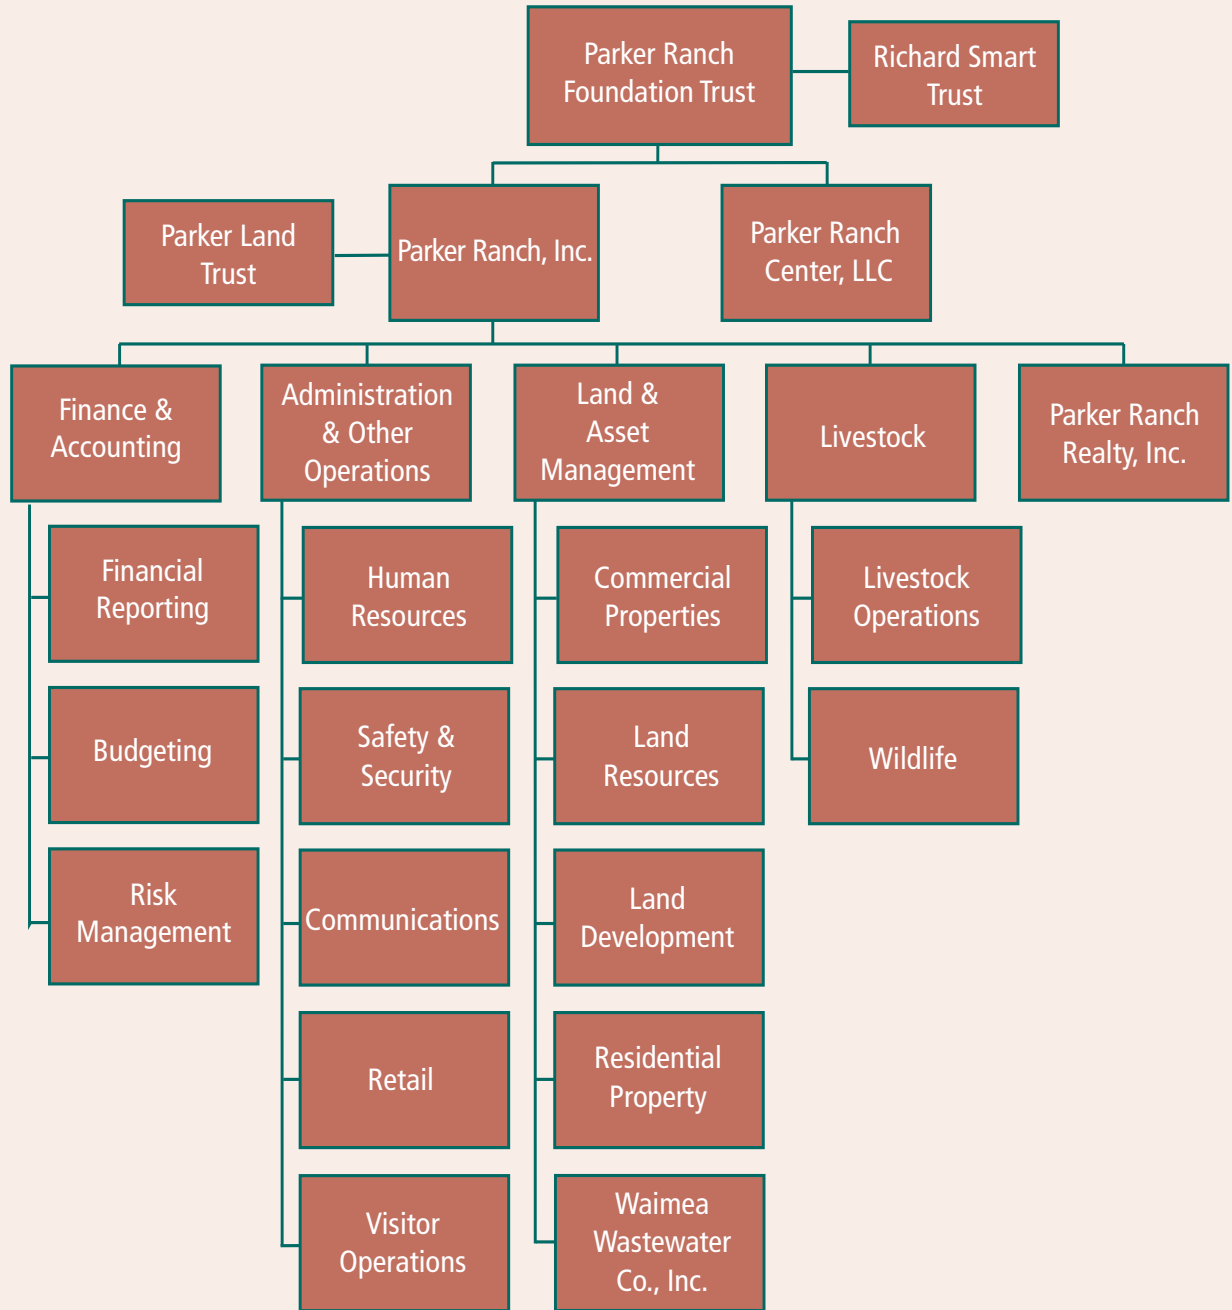 Parker Ranch
Foundation Trust
Richard Smart
Trust
Parker Land
Trust
Parker Ranch, Inc.
Parker Ranch
Center, LLC
Finance &
Accounting
Administration
& Other
Operations
Land &
Asset
Management
Livestock
Parker Ranch
Realty, Inc.
Financial
Reporting
Human
Resources
Commercial
Properties
Livestock
Operations
Budgeting
Safety &
Security
Land
Resources
Wildlife
Risk
Management
Communications
Land
Development
Retail
Residential
Property
Visitor
Operations
Waimea
Wastewater
Co., Inc.